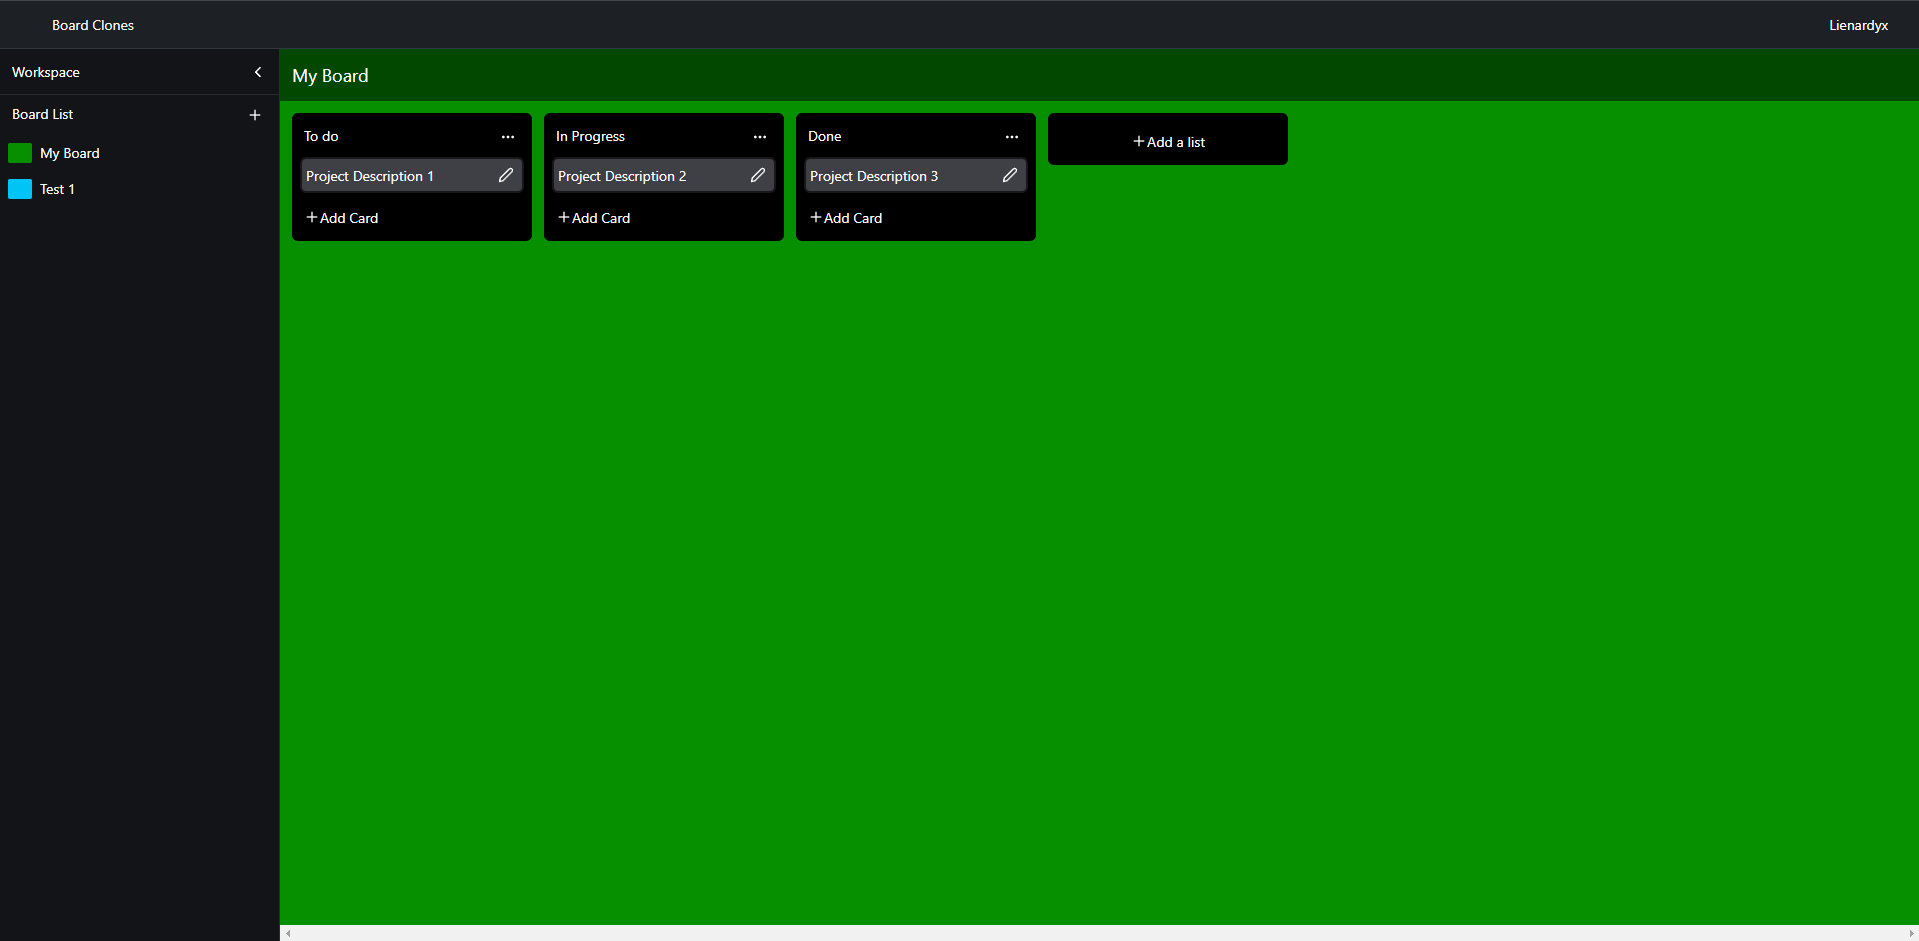 Board Clones
Lienardyx
Workspace
Board List
My Board
Test 1
My Board
To do
Project Description 1
Add Card
In Progress
Project Description 2
Add Card
Done
Project Description 3
Add Card
Add a list